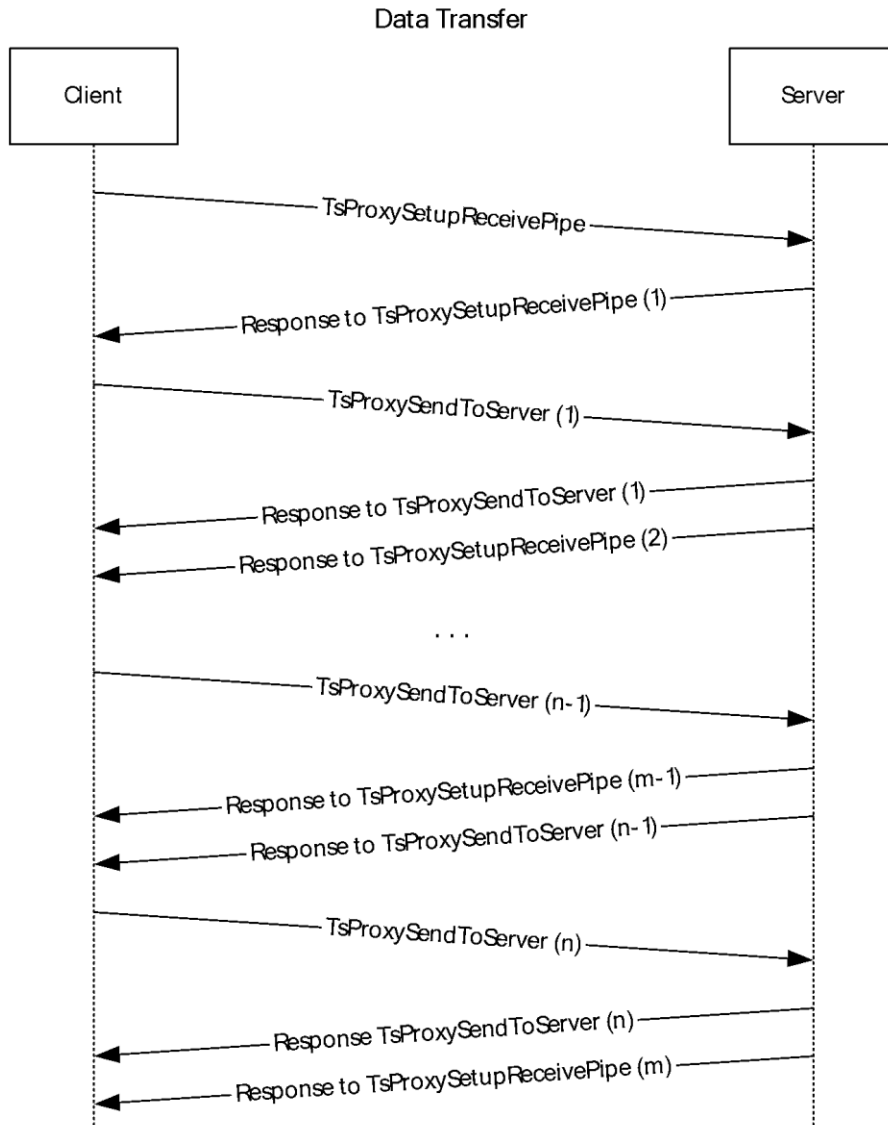 Data Transfer
Client
Server
TsProxySetupReceivePipe
Response to TsProxySetupReceivePipe (1)
TsProxySendToServer (1)
Response to TsProxySendToServer (1)
Response to TsProxySetupReceivePipe (2)
. . .
TsProxySendToServer (n-1)
Response to TsProxySetupReceivePipe (m-1)
Response to TsProxySendToServer (n-1)
TsProxySendToServer (n)
Response TsProxySendToServer (n)
Response to TsProxySetupReceivePipe (m)